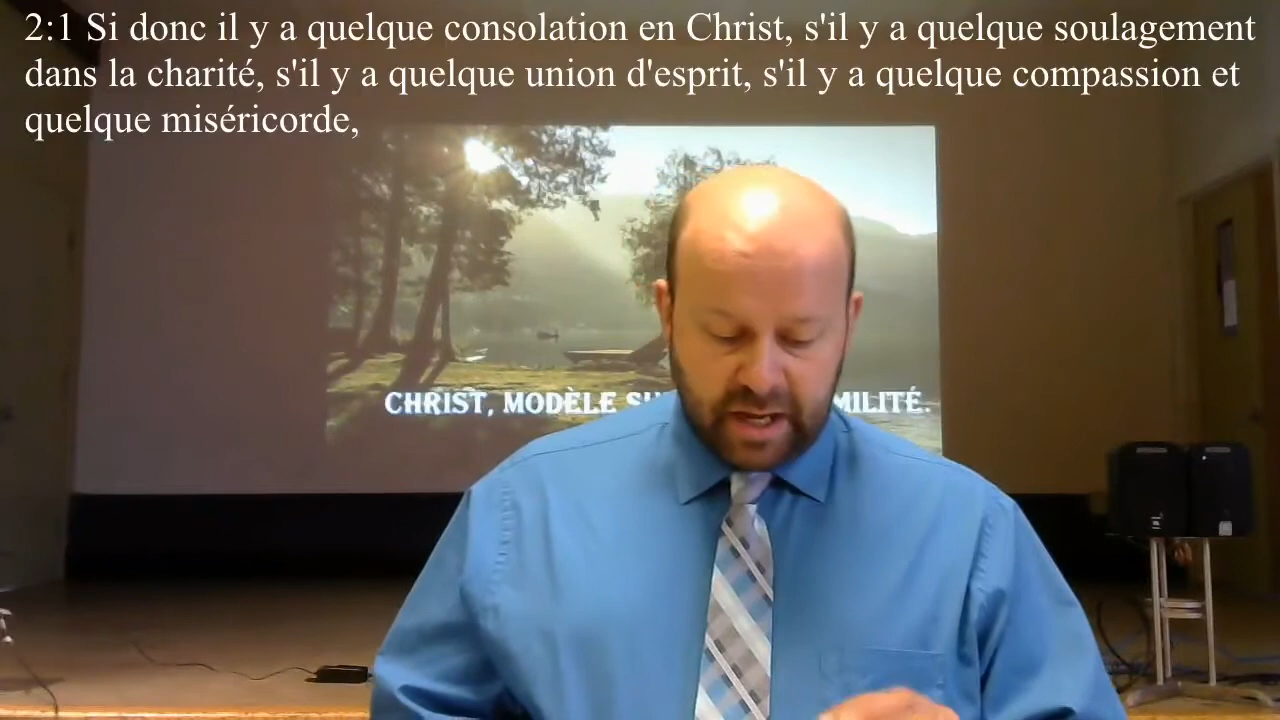 2:1 Si donc il y a quelque consolation en Christ, s'il y a quelque soulagement
dans la charité, s'il y a quelque union d'esprit, s'il y a quelque compassion et
quelque miséricorde,
CHRIST, MODÈLE